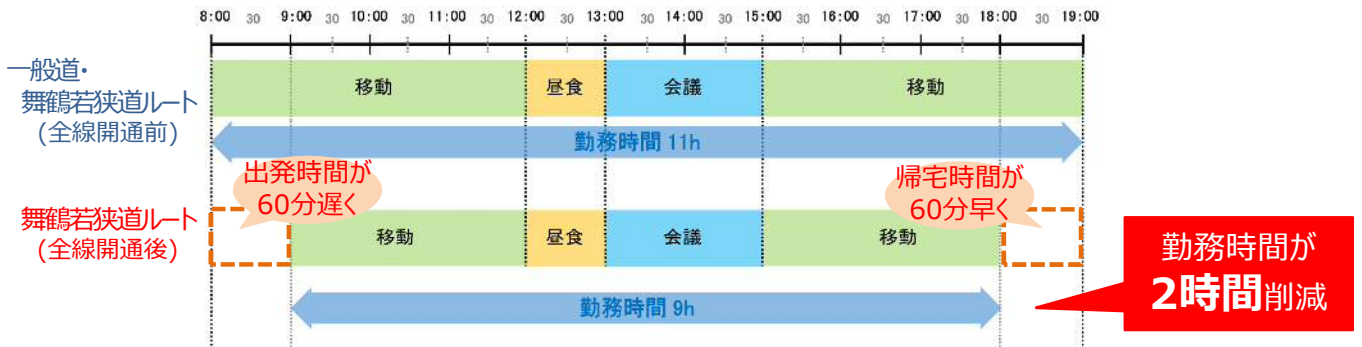 8:00 30 9:00 30 10:00 30 11:00 30 12:00 30 13:00 30 14:00 30 15:00 30 16:00 30 17:00 30 18:00 30 19:00
一般道・
舞鶴若狭道ルート
(全線開通前)
移動 昼食 会議 移動
勤務時間 11h
出発時間が
60分遅く
帰宅時間が
60分早く
舞鶴若狭道ルート
(全線開通後)
移動 昼食 会議 移動
勤務時間 9h
勤務時間が
2時間削減